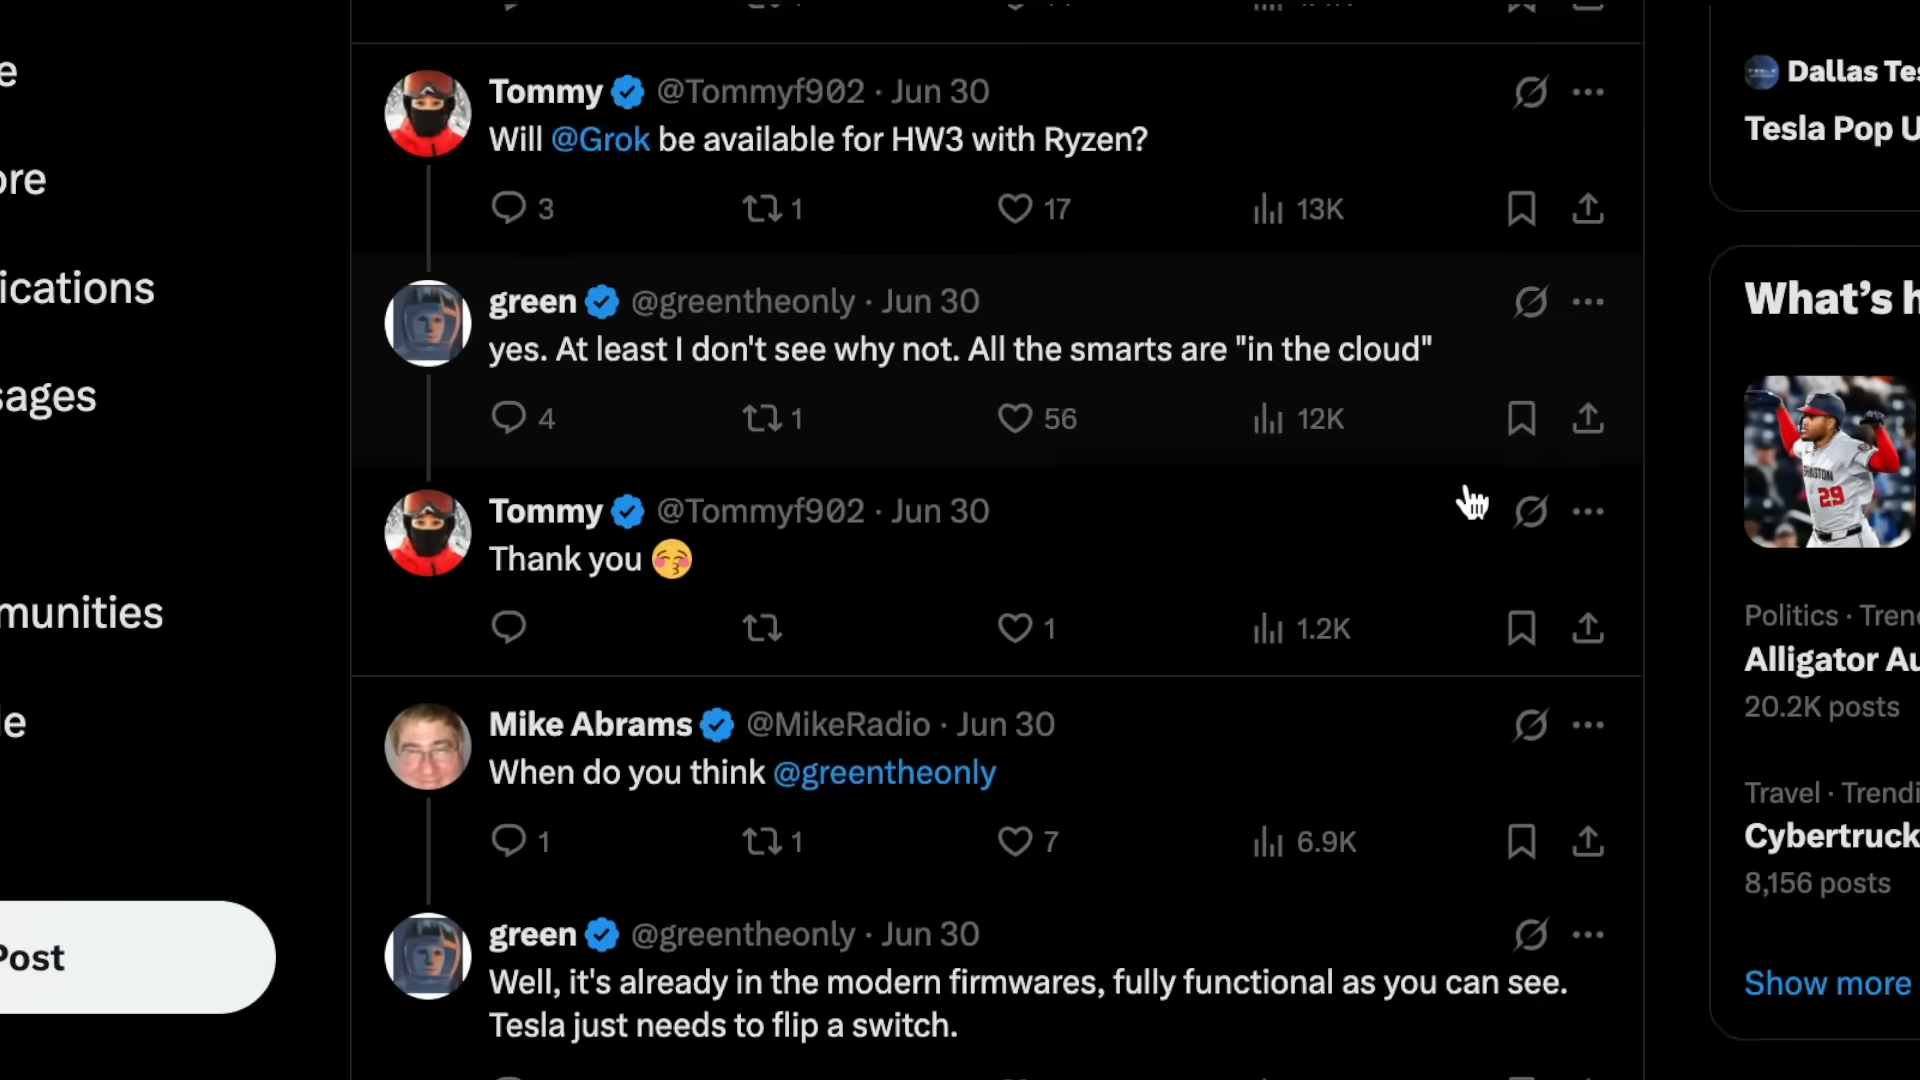 e
ore
ications
sages
munities
le
Post
Tommy @Tommyf902 · Jun 30
Will @Grok be available for HW3 with Ryzen?
3 1 17 13K
green @greentheonly · Jun 30
yes. At least I don't see why not. All the smarts are "in the cloud"
4 1 56 12K
Tommy @Tommyf902 · Jun 30
Thank you 😚
1 1.2K
Mike Abrams @MikeRadio · Jun 30
When do you think @greentheonly
1 1 7 6.9K
green @greentheonly · Jun 30
Well, it's already in the modern firmwares, fully functional as you can see.
Tesla just needs to flip a switch.
Dallas Tes
Tesla Pop U
What's h
29
Politics · Tren
Alligator Au
20.2K posts
Travel · Trendi
Cybertruck
8,156 posts
Show more